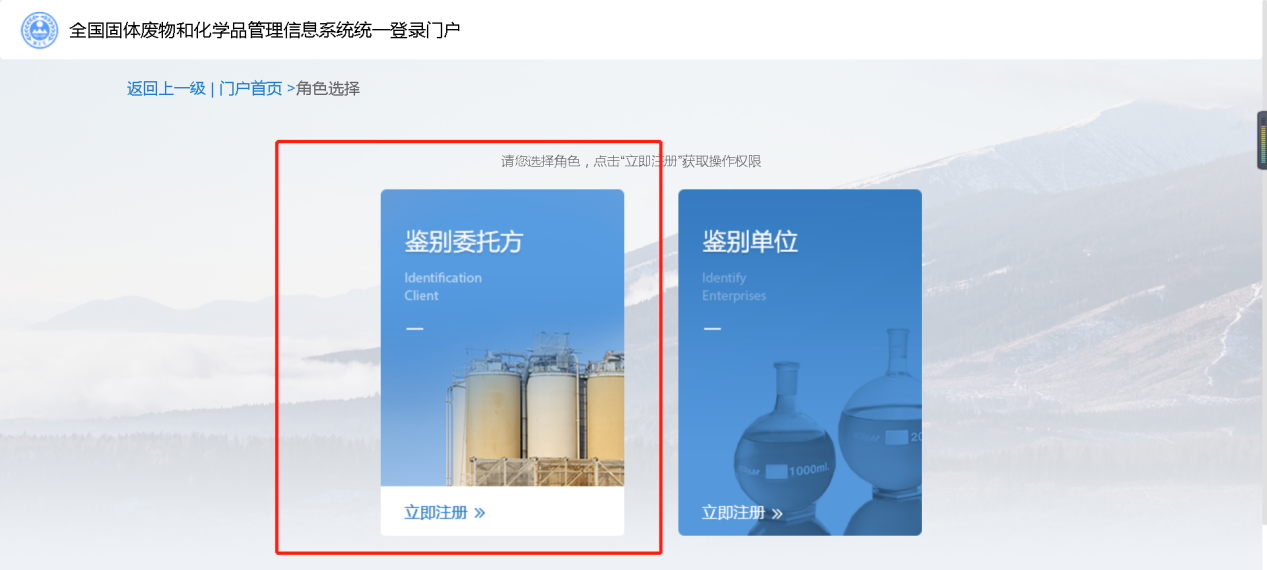 全国固体废物和化学品管理信息系统统一登录门户
返回上一级 | 门户首页 >角色选择
请您选择角色，点击“立即注册”获取操作权限
鉴别委托方
Identification
Client
立即注册 »
鉴别单位
Identify
Enterprises
1000mL
20
立即注册 »